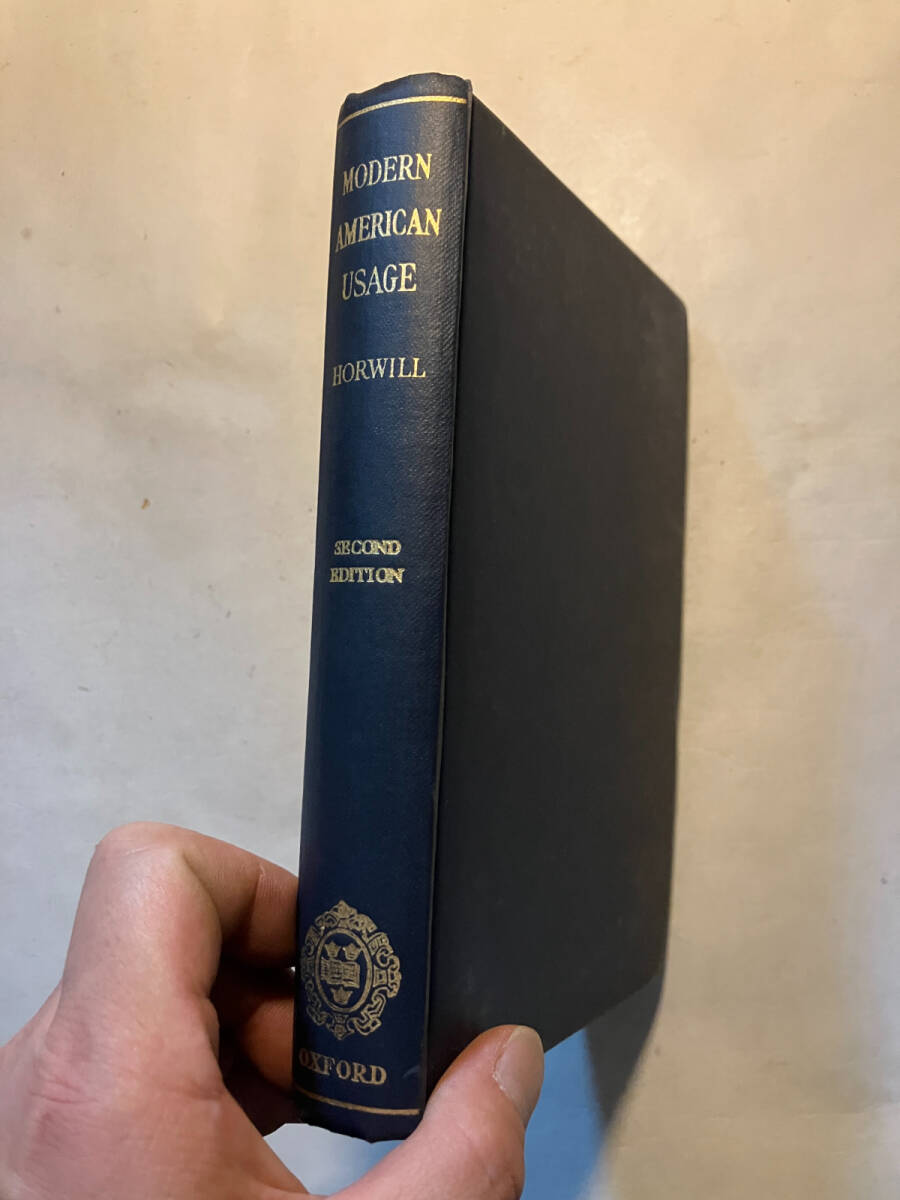 MODERN
AMERICAN
USAGE
HORWILL
SECOND
EDITION
OXFORD